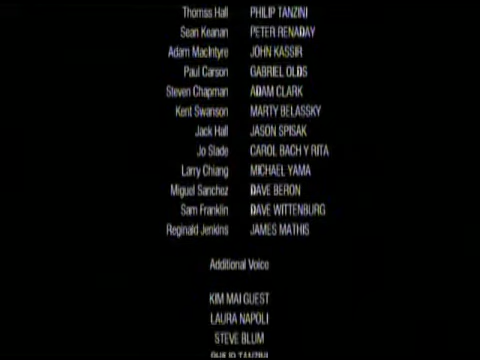 Thomss Hall PHILIP TANZINI
Sean Keanan PETER RENADAY
Adam MacIntyre JOHN KASSIR
Paul Carson GABRIEL OLDS
Steven Chapman ADAM CLARK
Kent Swanson MARTY BELASSKY
Jack Hall JASON SPISAK
Jo Slade CAROL BACH Y RITA
Larry Chiang MICHAEL YAMA
Miguel Sanchez DAVE BERON
Sam Franklin DAVE WITTENBURG
Reginald Jenkins JAMES MATHIS
Additional Voice
KIM MAI GUEST
LAURA NAPOLI
STEVE BLUM
TANZINI